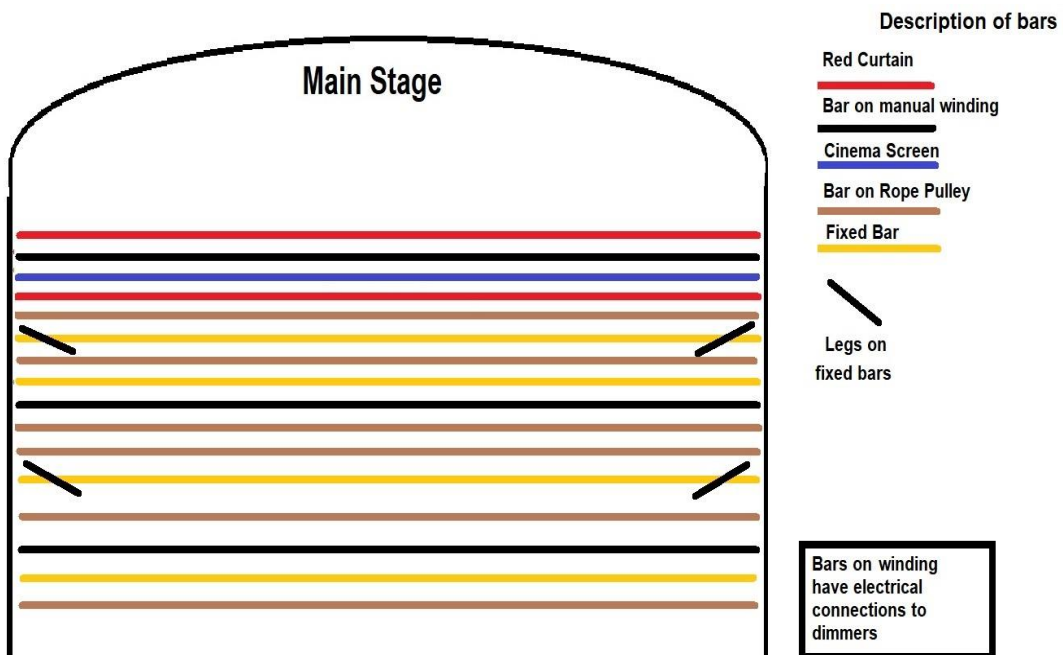 Description of bars
Main Stage
Red Curtain
Bar on manual winding
Cinema Screen
Bar on Rope Pulley
Fixed Bar
Legs on
fixed bars
Bars on winding
have electrical
connections to
dimmers